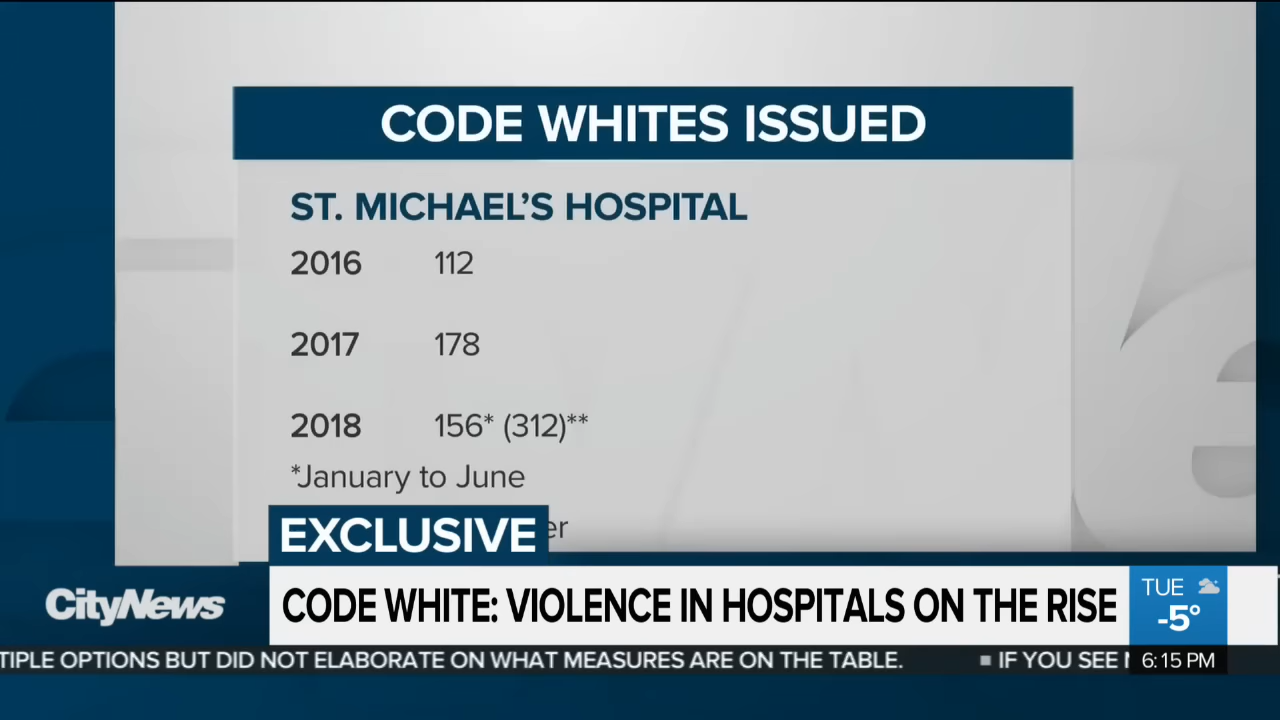 CODE WHITES ISSUED
ST. MICHAEL'S HOSPITAL
2016 112
2017 178
2018 156* (312)**
*January to June
EXCLUSIVE
CityNews
CODE WHITE: VIOLENCE IN HOSPITALS ON THE RISE
TUE
-5°
TIPLE OPTIONS BUT DID NOT ELABORATE ON WHAT MEASURES ARE ON THE TABLE. ■ IF YOU SEE
6:15 PM